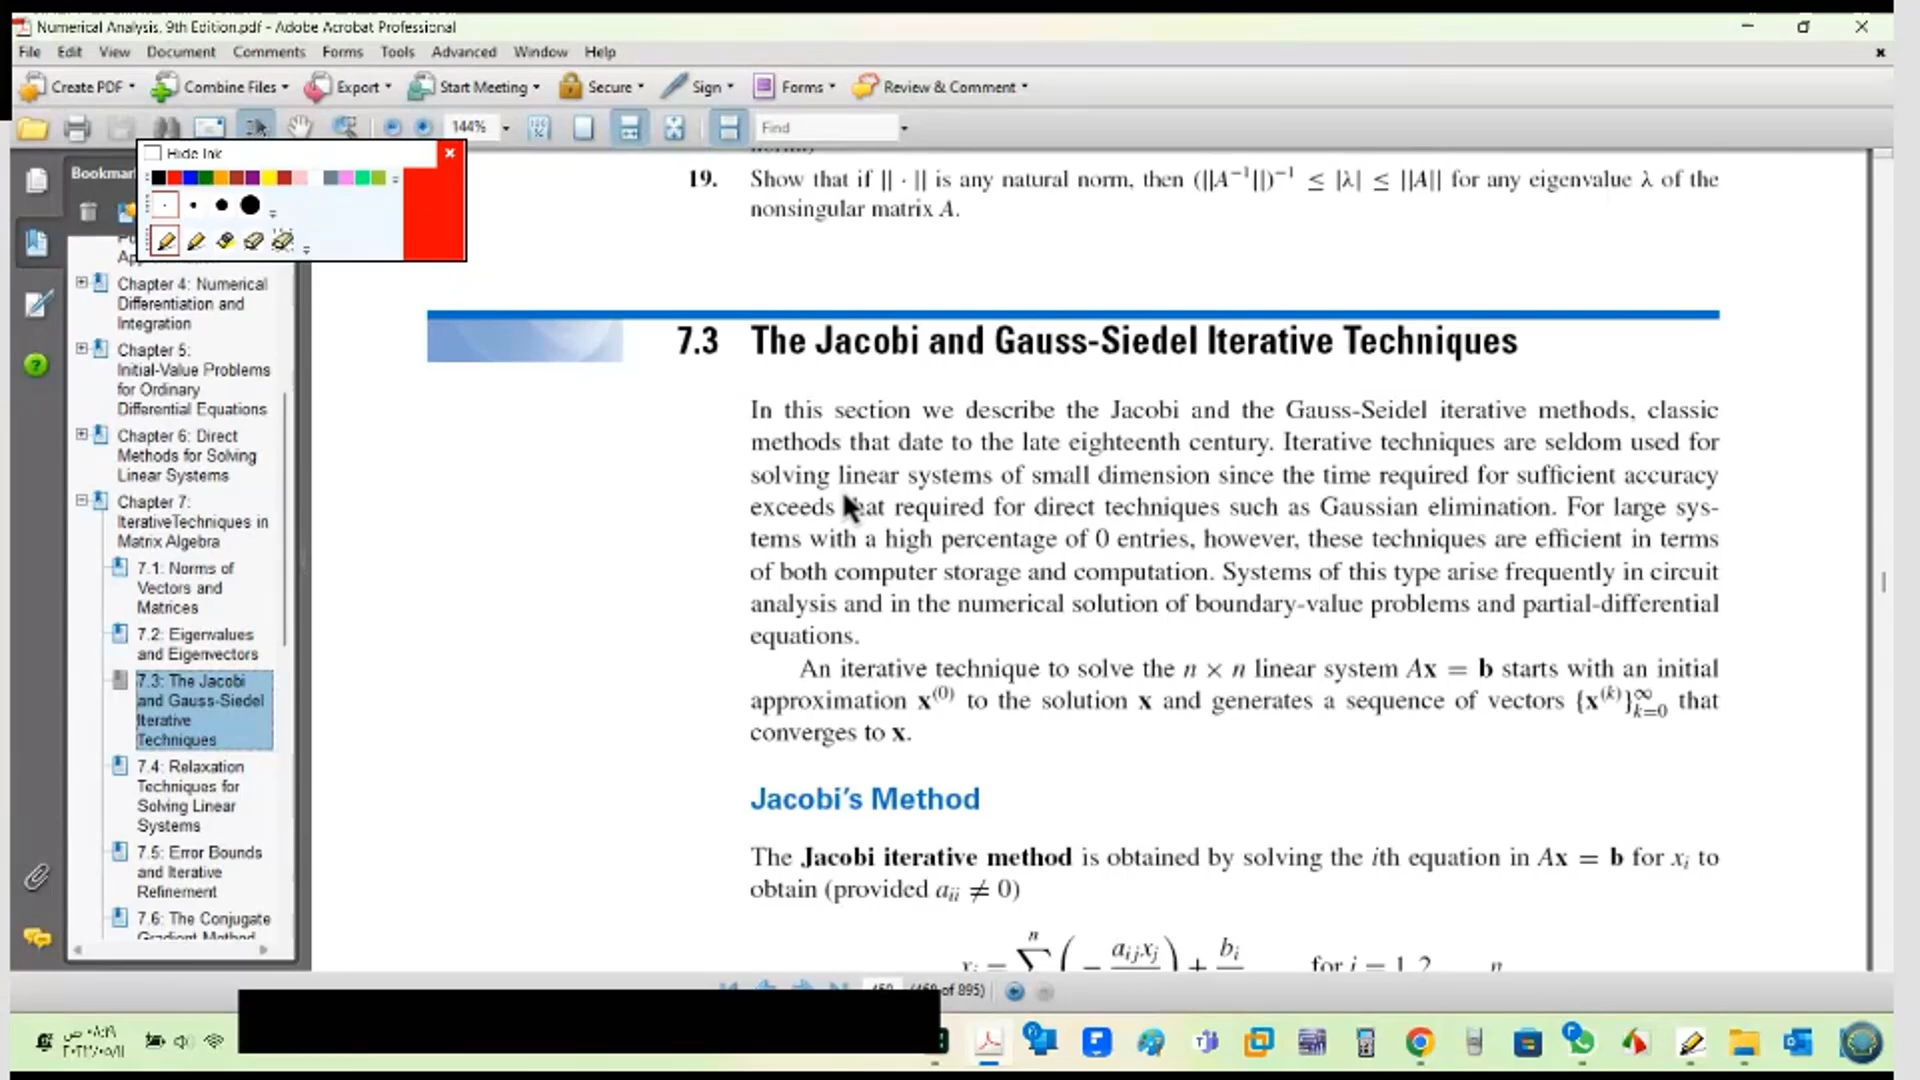 Numerical Analysis, 9th Edition.pdf - Adobe Acrobat Professional
File Edit View Document Comments Forms Tools Advanced Window Help
Create PDF Combine Files Export Start Meeting Secure Sign Forms Review & Comment
144% Find
Hide Ink
Bookmar
Chapter 4: Numerical
Differentiation and
Integration
Chapter 5:
Initial-Value Problems
for Ordinary
Differential Equations
Chapter 6: Direct
Methods for Solving
Linear Systems
Chapter 7:
IterativeTechniques in
Matrix Algebra
7.1: Norms of
Vectors and
Matrices
7.2: Eigenvalues
and Eigenvectors
7.3: The Jacobi
and Gauss-Siedel
Iterative
Techniques
7.4: Relaxation
Techniques for
Solving Linear
Systems
7.5: Error Bounds
and Iterative
Refinement
7.6: The Conjugate
Gradient Method
19. Show that if || · || is any natural norm, then (||A⁻¹||)⁻¹ ≤ |λ| ≤ ||A|| for any eigenvalue λ of the
nonsingular matrix A.
7.3 The Jacobi and Gauss-Siedel Iterative Techniques
In this section we describe the Jacobi and the Gauss-Seidel iterative methods, classic
methods that date to the late eighteenth century. Iterative techniques are seldom used for
solving linear systems of small dimension since the time required for sufficient accuracy
exceeds that required for direct techniques such as Gaussian elimination. For large sys-
tems with a high percentage of 0 entries, however, these techniques are efficient in terms
of both computer storage and computation. Systems of this type arise frequently in circuit
analysis and in the numerical solution of boundary-value problems and partial-differential
equations.
An iterative technique to solve the n × n linear system Ax = b starts with an initial
approximation x⁽⁰⁾ to the solution x and generates a sequence of vectors {x⁽ᵏ⁾}∞k=0 that
converges to x.
Jacobi's Method
The Jacobi iterative method is obtained by solving the ith equation in Ax = b for xᵢ to
obtain (provided aᵢᵢ ≠ 0)
of 895)